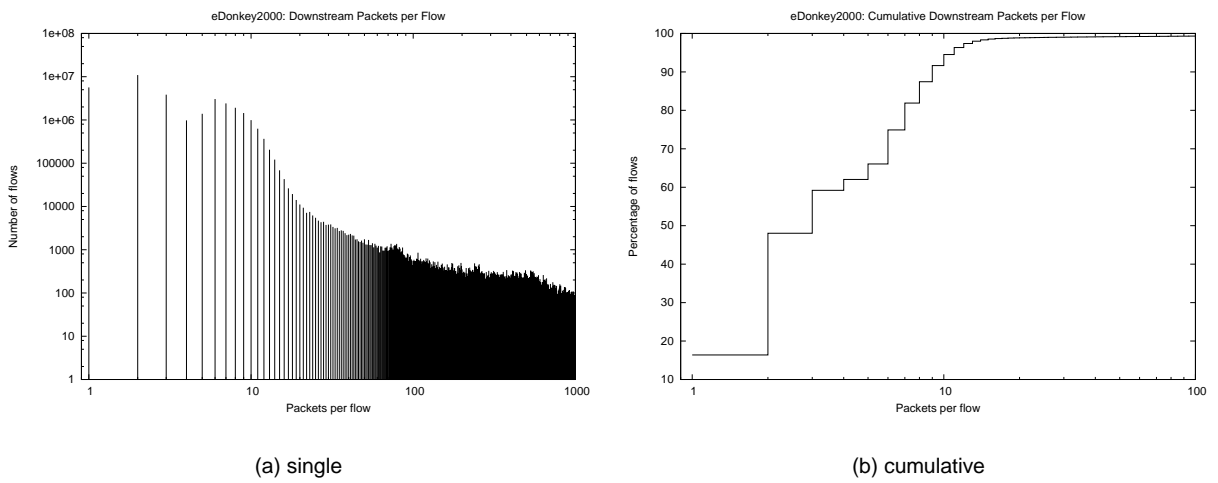 eDonkey2000: Downstream Packets per Flow
1e+08
1e+07
1e+06
100000
10000
1000
100
10
1
Number of flows
1
10
100
1000
Packets per flow
(a) single
eDonkey2000: Cumulative Downstream Packets per Flow
100
90
80
70
60
50
40
30
20
10
Percentage of flows
1
10
100
Packets per flow
(b) cumulative